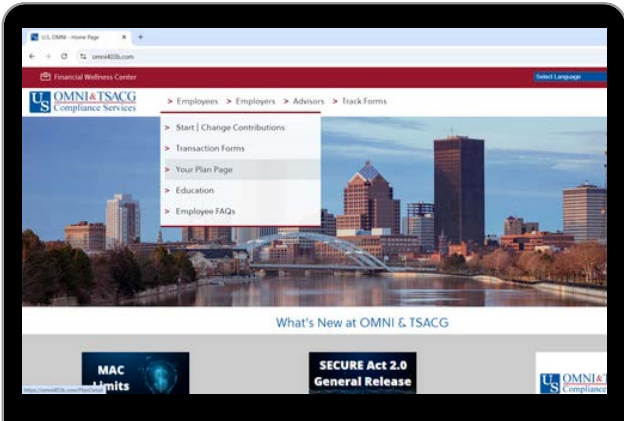 U.S. OMNI - Home Page
omni403b.com
Financial Wellness Center
Select Language
US OMNI & TSACG
Compliance Services
> Employees > Employers > Advisors > Track Forms
> Start | Change Contributions
> Transaction Forms
> Your Plan Page
> Education
> Employee FAQs
What's New at OMNI & TSACG
MAC
Limits
SECURE Act 2.0
General Release
US OMNI &
Compliance